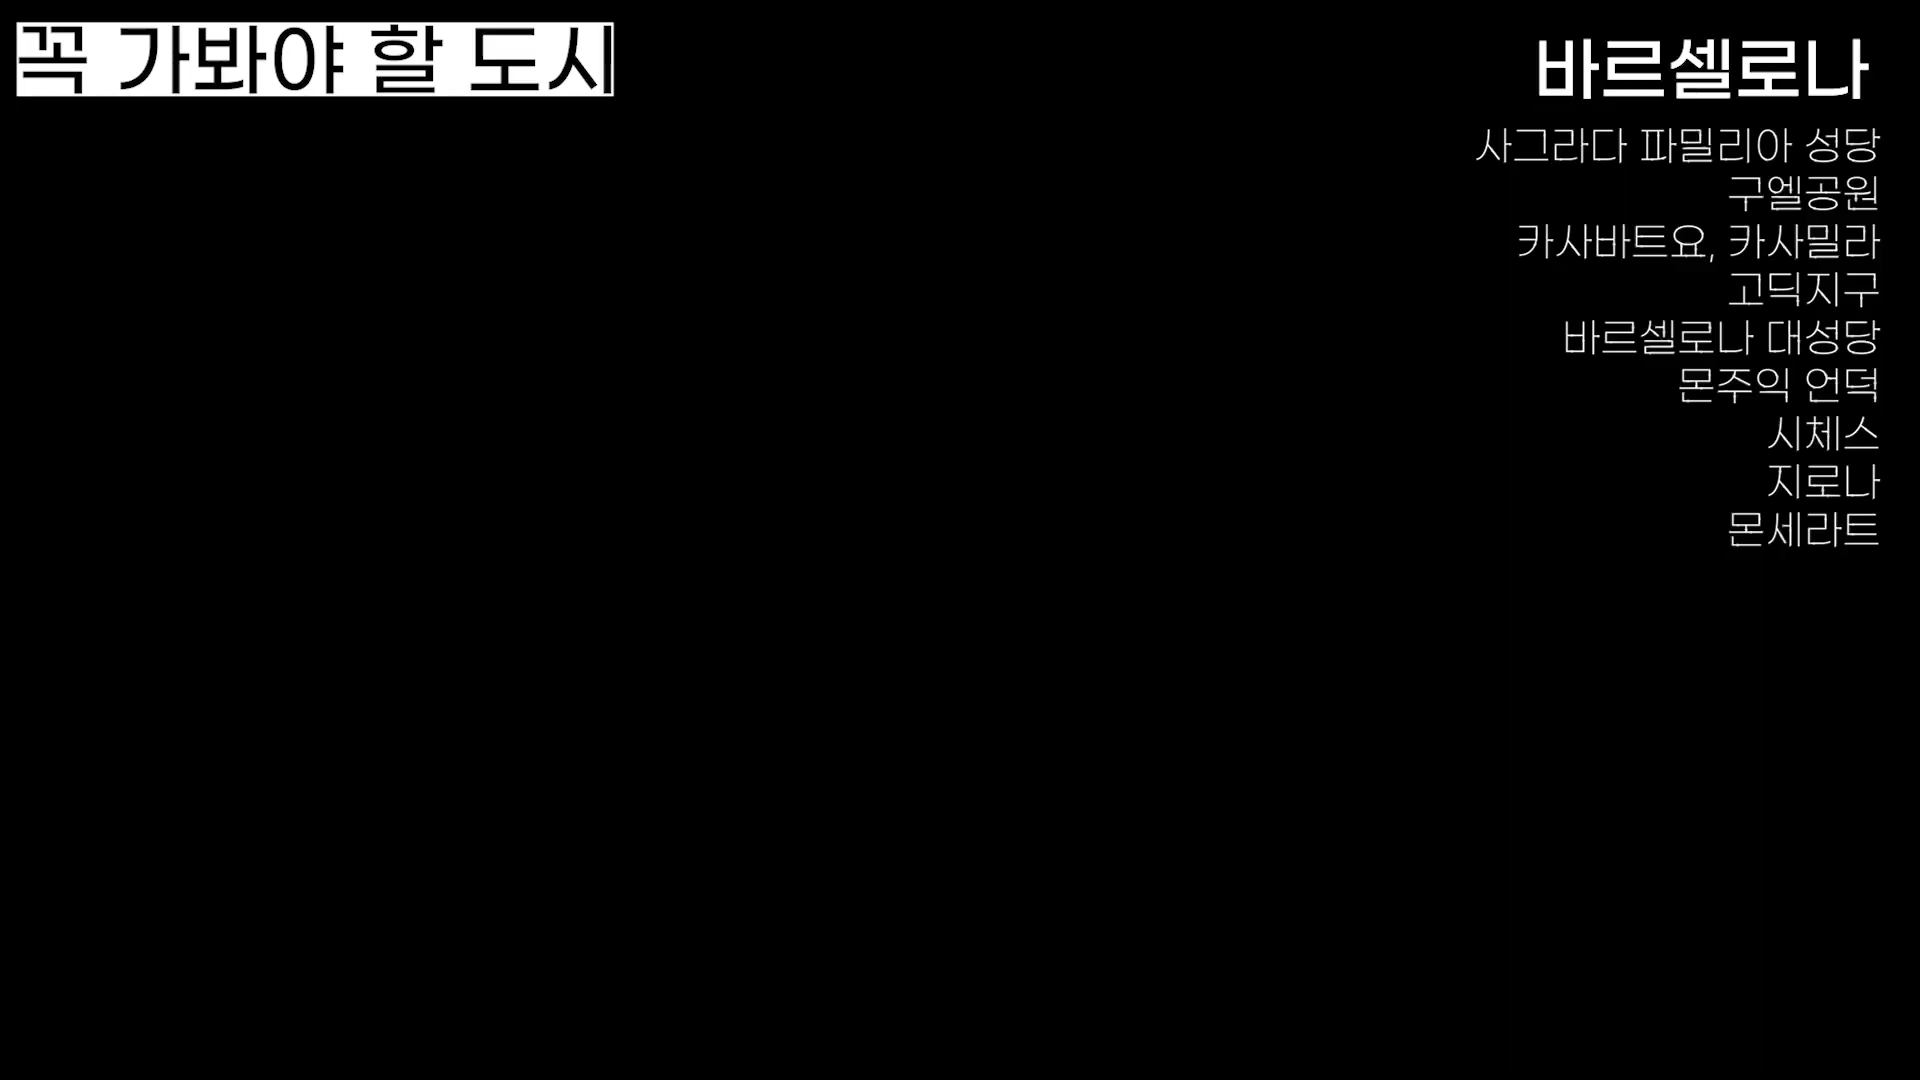 꼭 가봐야 할 도시
바르셀로나
사그라다 파밀리아 성당
구엘공원
카사바트요, 카사밀라
고딕지구
바르셀로나 대성당
몬주익 언덕
시체스
지로나
몬세라트